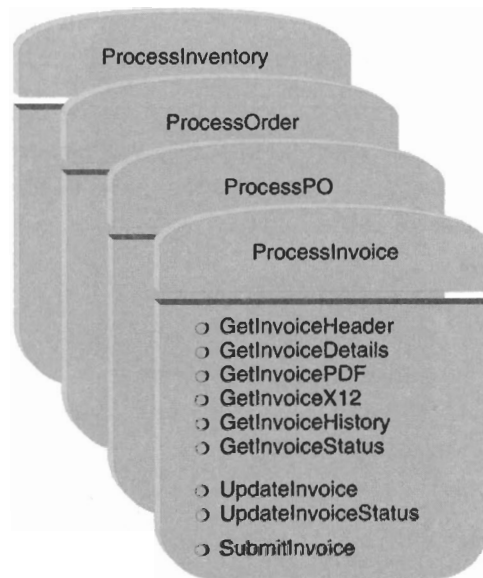 ProcessInventory
ProcessOrder
ProcessPO
ProcessInvoice
GetInvoiceHeader
GetInvoiceDetails
GetInvoicePDF
GetInvoiceX12
GetInvoiceHistory
GetInvoiceStatus
UpdateInvoice
UpdateInvoiceStatus
SubmitInvoice